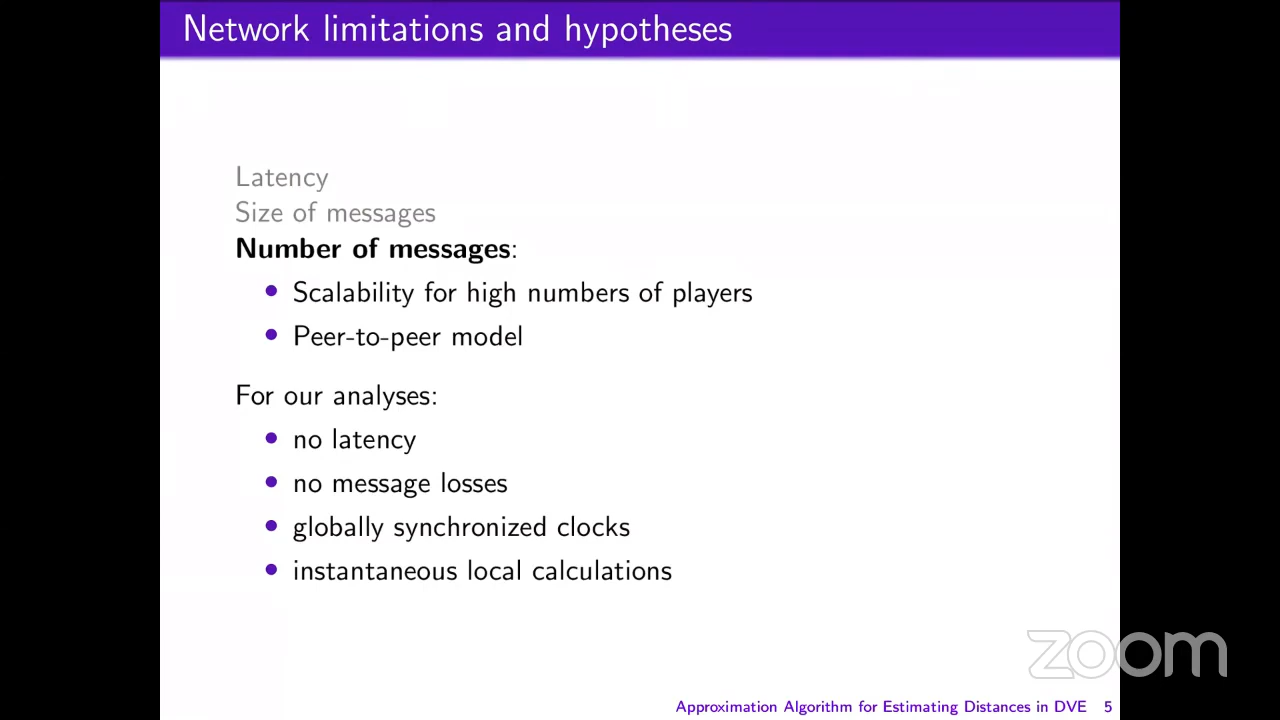 Network limitations and hypotheses
Latency
Size of messages
Number of messages:
• Scalability for high numbers of players
• Peer-to-peer model
For our analyses:
• no latency
• no message losses
• globally synchronized clocks
• instantaneous local calculations
zoom
Approximation Algorithm for Estimating Distances in DVE 5